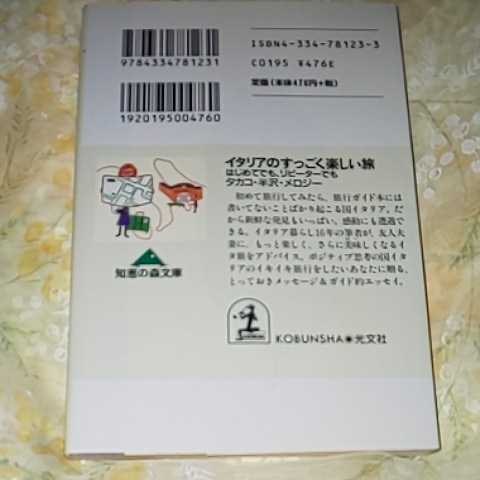 9784334781231
1920195004760
ISBN4-334-78123-3
C0195 ¥476E
定価(本体476円+税)
イタリアのすっごく楽しい旅
はじめてでも、リピーターでも
タカコ・半沢・メロジー
初めて旅行してみたら、旅行ガイド本には
書いてないことばかり起こる国イタリア。だ
から新鮮な発見もいっぱい、感動にも遭遇
できる。イタリア暮らし16年の筆者が、友人大
衆に、もっと楽しく、さらに美味しくなるイ
タ旅をアドバイス。ポジティブ思考の国イタ
リアのイキイキ旅行をしたいあなたに贈る、
とっておきメッセージ&ガイド的エッセイ。
知恵の森文庫
KOBUNSHA光文社